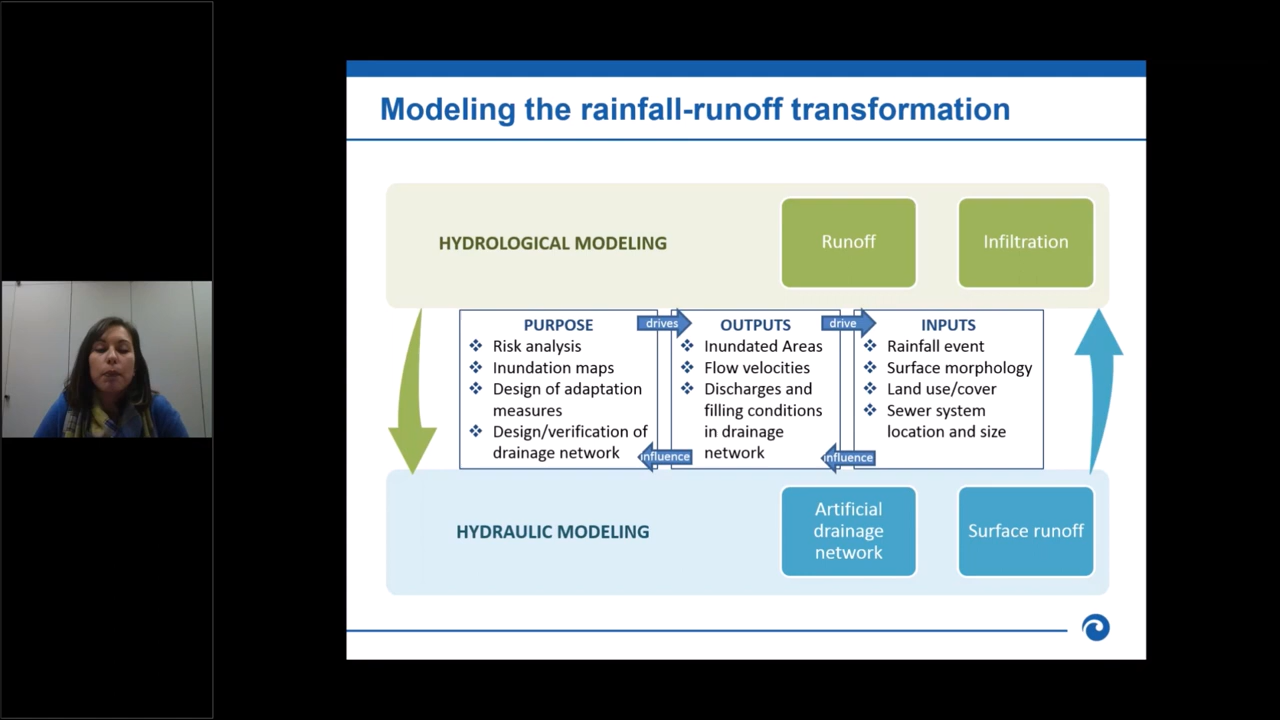 Modeling the rainfall-runoff transformation
HYDROLOGICAL MODELING
Runoff
Infiltration
PURPOSE
Risk analysis
Inundation maps
Design of adaptation
measures
Design/verification of
drainage network
drives
influence
OUTPUTS
Inundated Areas
Flow velocities
Discharges and
filling conditions
in drainage
network
drive
influence
INPUTS
Rainfall event
Surface morphology
Land use/cover
Sewer system
location and size
HYDRAULIC MODELING
Artificial
drainage
network
Surface runoff